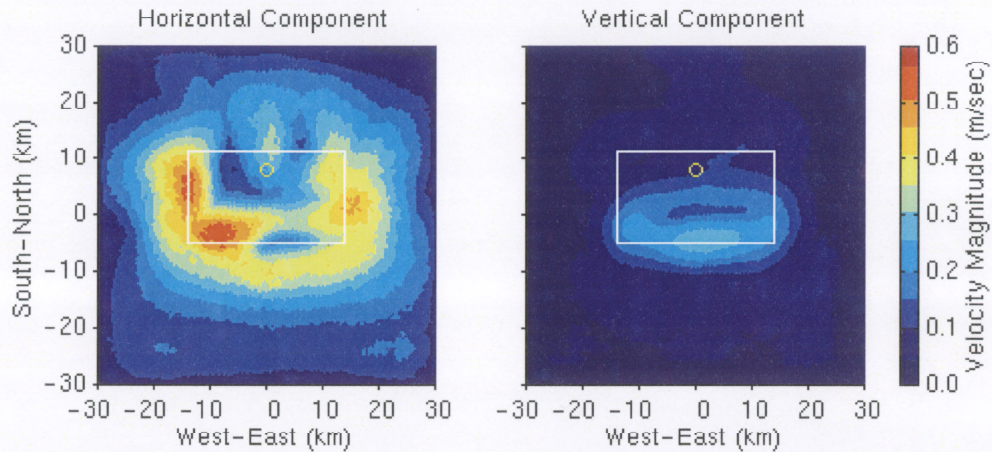 Horizontal Component
Vertical Component
South-North (km)
30
20
10
0
-10
-20
-30
-30 -20 -10 0 10 20 30
West-East (km)
-30 -20 -10 0 10 20 30
West-East (km)
0.6
0.5
0.4
0.3
0.2
0.1
0.0
Velocity Magnitude (m/sec)